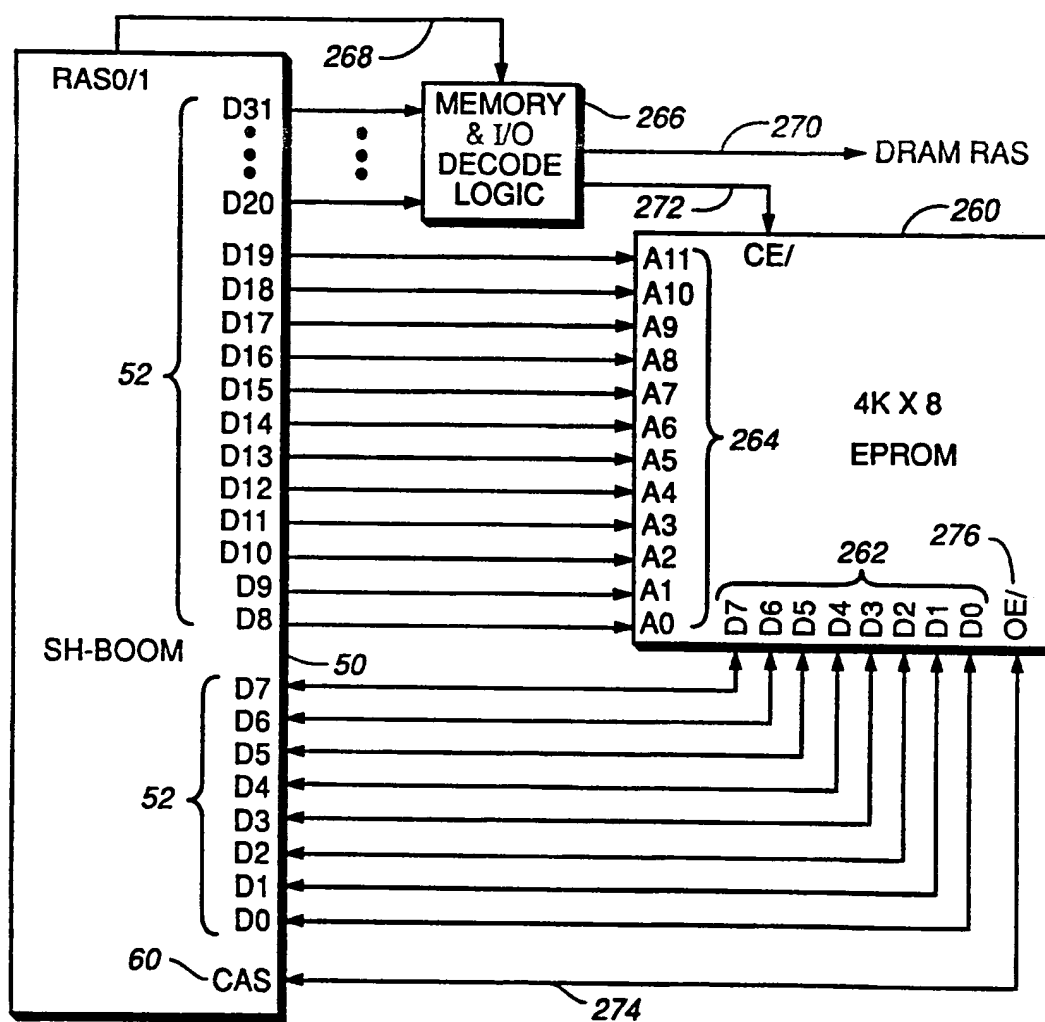 268
RAS0/1
D31
D20
MEMORY
& I/O
DECODE
LOGIC
266
270
DRAM RAS
272
260
D19
D18
D17
D16
D15
D14
D13
D12
D11
D10
D9
D8
52
CE/
A11
A10
A9
A8
A7
A6
A5
A4
A3
A2
A1
A0
264
4K X 8
EPROM
276
262
D7
D6
D5
D4
D3
D2
D1
D0
OE/
SH-BOOM
50
D7
D6
D5
D4
D3
D2
D1
D0
52
60
CAS
274